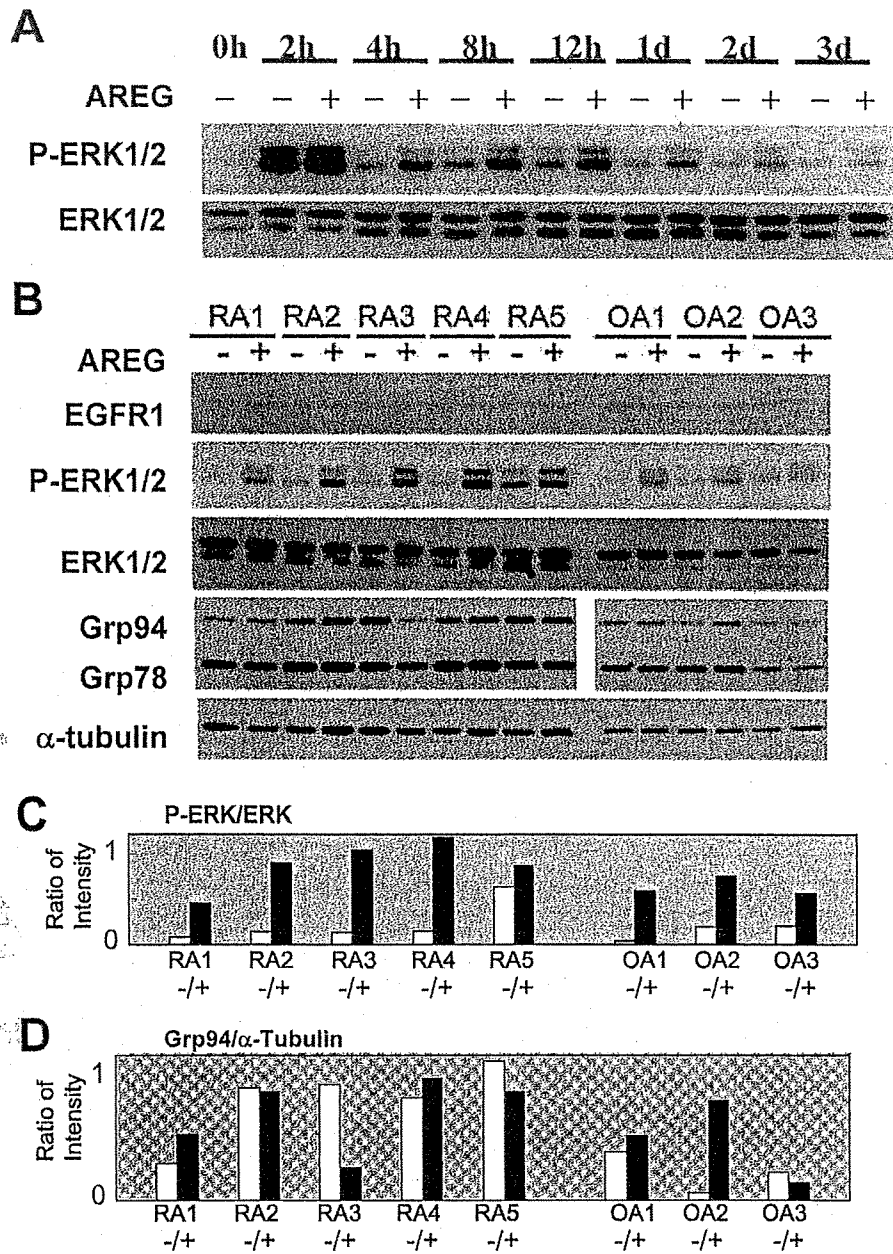 A
0h 2h 4h 8h 12h 1d 2d 3d
AREG − − + − + − + − + − + − + − +
P-ERK1/2
ERK1/2
B
RA1 RA2 RA3 RA4 RA5 OA1 OA2 OA3
AREG - + - + - + - + - + - + - + - +
EGFR1
P-ERK1/2
ERK1/2
Grp94
Grp78
α-tubulin
C
P-ERK/ERK
Ratio of
Intensity
1
0
RA1 RA2 RA3 RA4 RA5 OA1 OA2 OA3
-/+ -/+ -/+ -/+ -/+ -/+ -/+ -/+
D
Grp94/α-Tubulin
Ratio of
Intensity
1
0
RA1 RA2 RA3 RA4 RA5 OA1 OA2 OA3
-/+ -/+ -/+ -/+ -/+ -/+ -/+ -/+